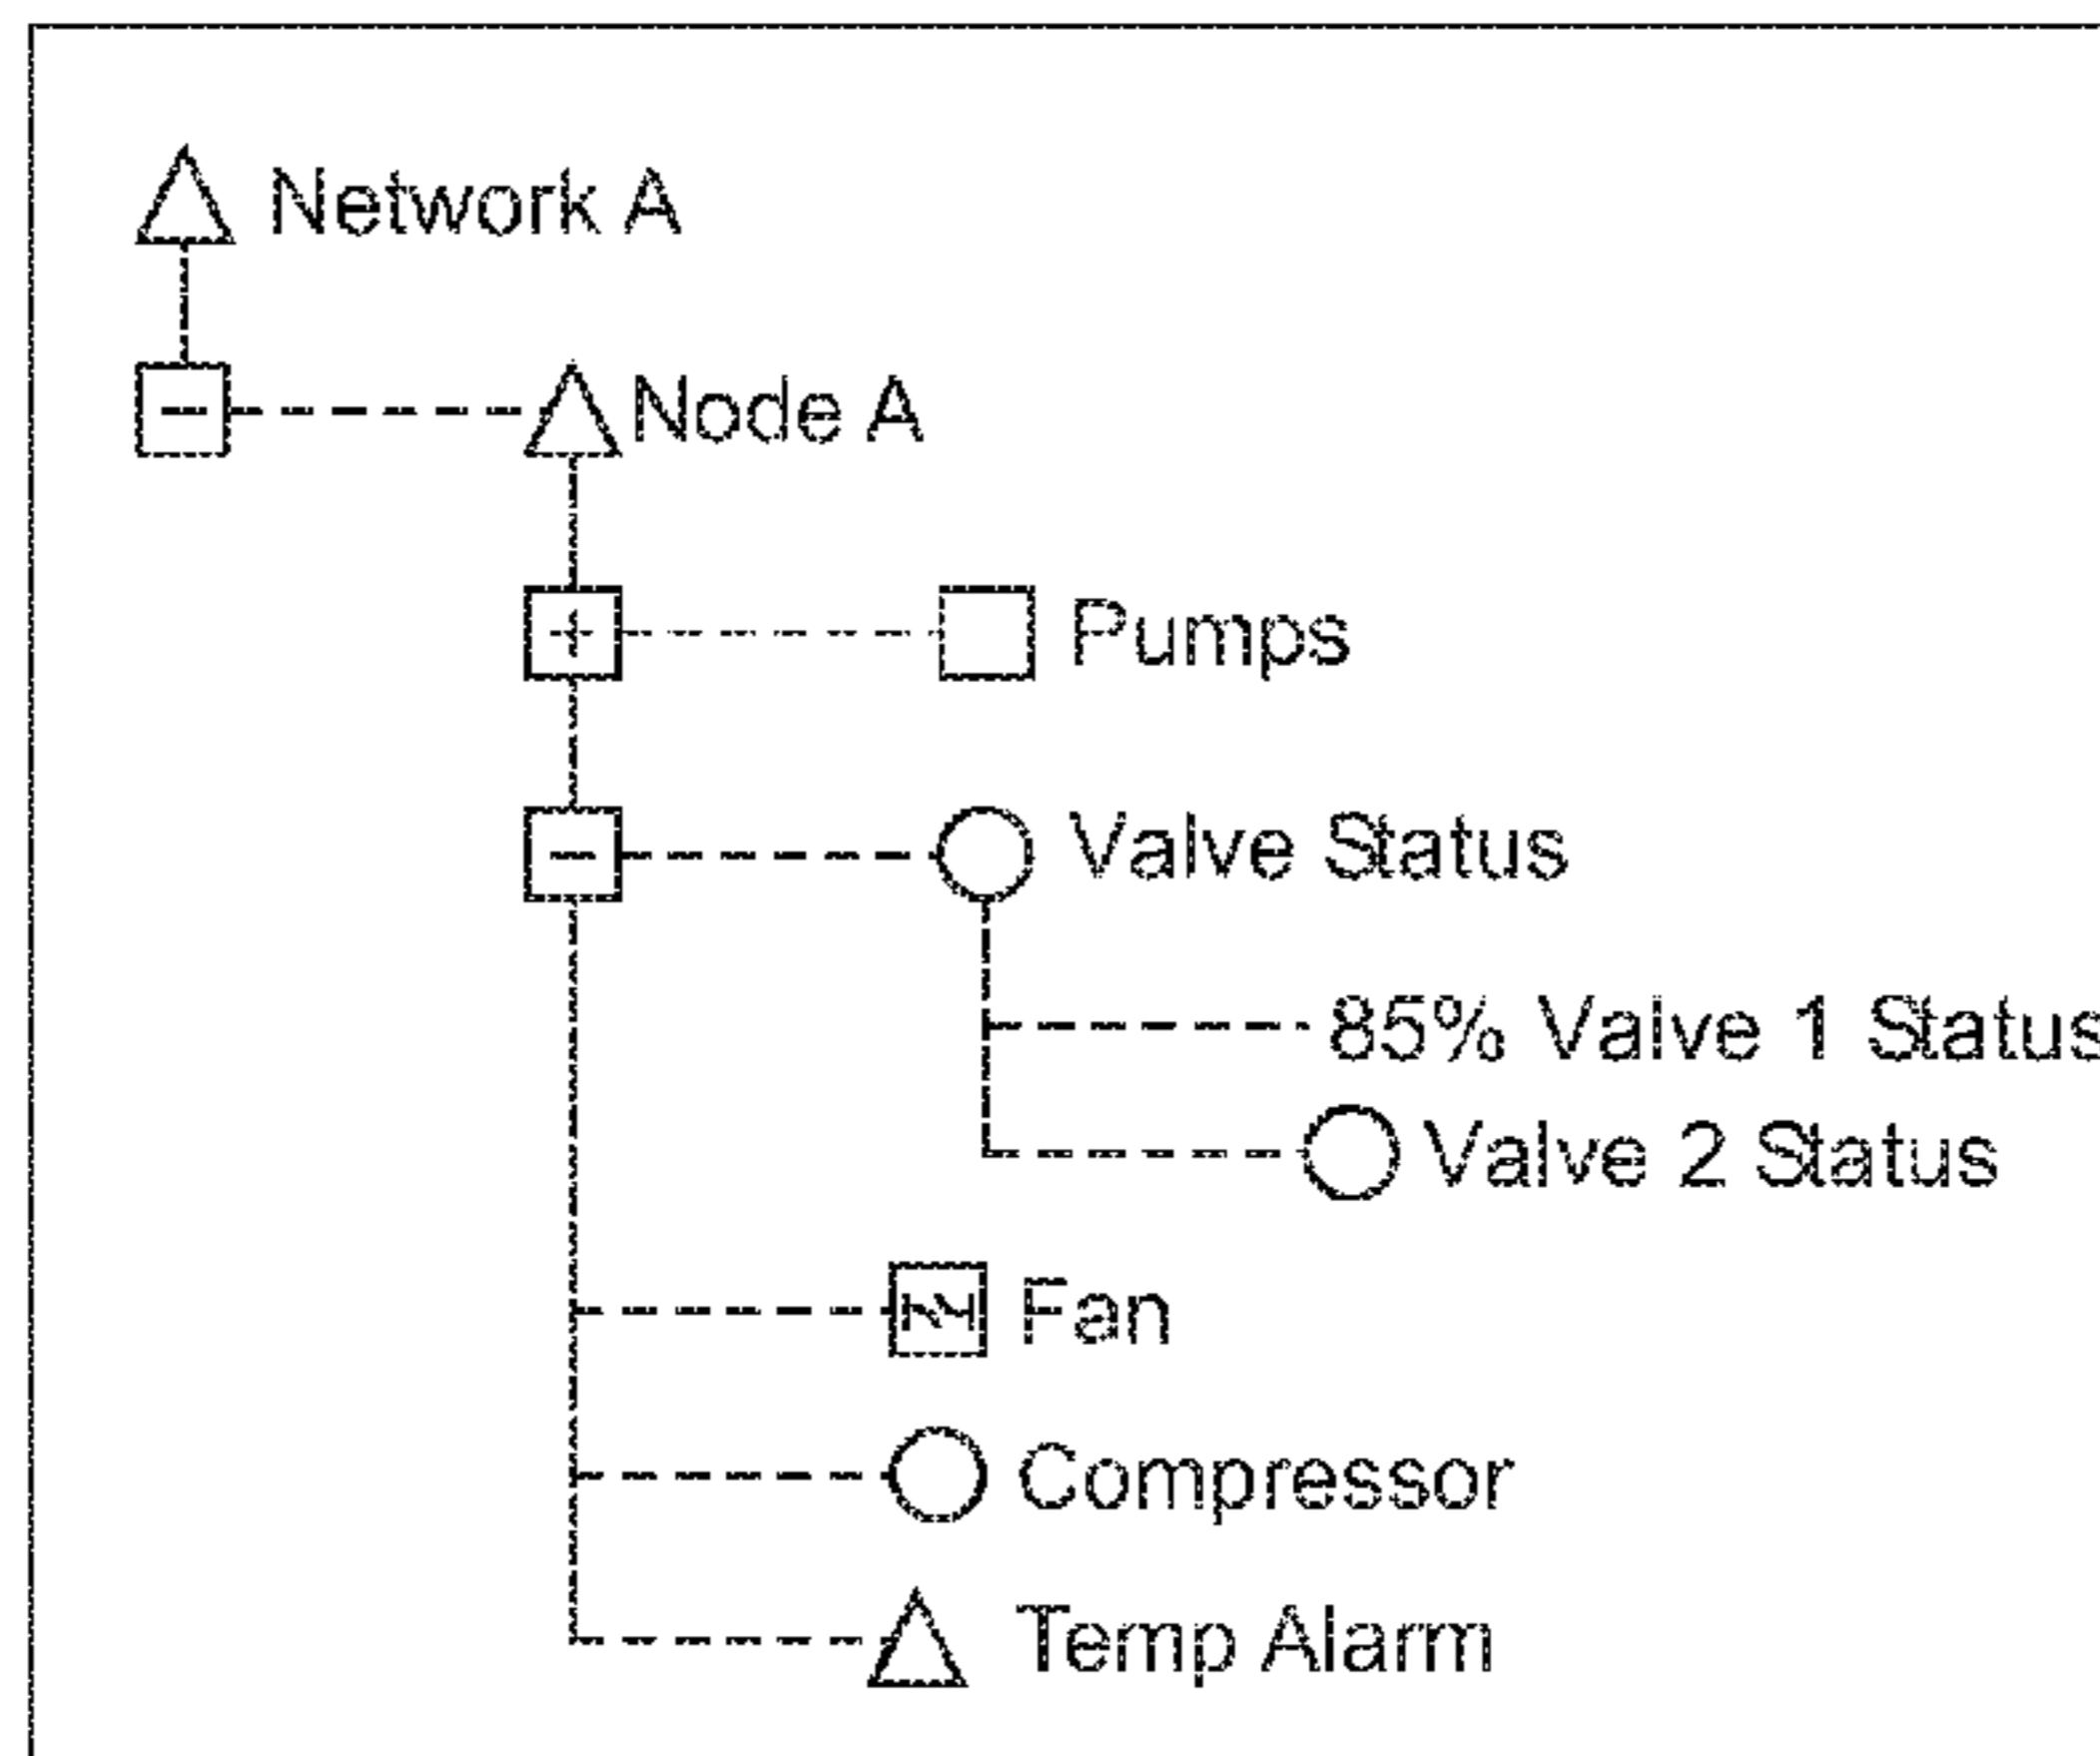 Network A
Node A
Pumps
Valve Status
85% Valve 1 Status
Valve 2 Status
Fan
Compressor
Temp Alarm